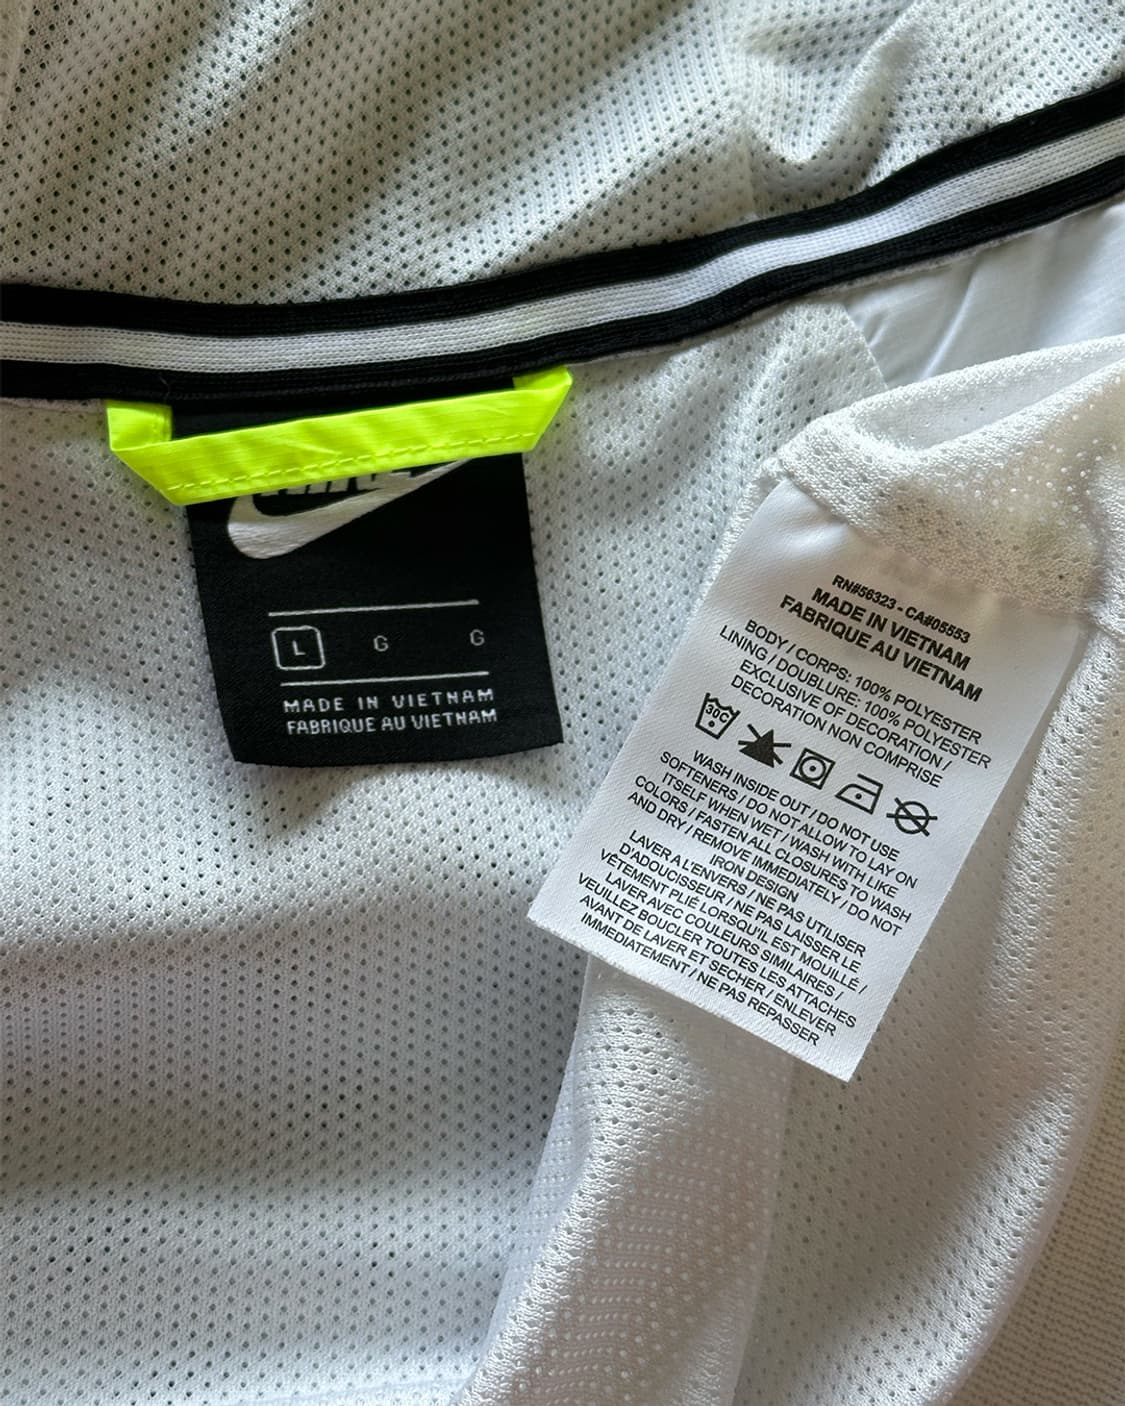 L G G
MADE IN VIETNAM
FABRIQUE AU VIETNAM
RN#56323 - CA#05553
MADE IN VIETNAM
FABRIQUE AU VIETNAM
BODY / CORPS: 100% POLYESTER
LINING / DOUBLURE: 100% POLYESTER
EXCLUSIVE OF DECORATION /
DECORATION NON COMPRISE
30C
WASH INSIDE OUT / DO NOT USE
SOFTENERS / DO NOT ALLOW TO LAY ON
ITSELF WHEN WET / WASH WITH LIKE
COLORS / FASTEN ALL CLOSURES TO WASH
AND DRY / REMOVE IMMEDIATELY / DO NOT
IRON DESIGN
LAVER A L'ENVERS / NE PAS UTILISER
D'ADOUCISSEUR / NE PAS LAISSER LE
VÊTEMENT PLIÉ LORSQU'IL EST MOUILLÉ /
LAVER AVEC COULEURS SIMILAIRES /
VEUILLEZ BOUCLER TOUTES LES ATTACHES
AVANT DE LAVER ET SECHER / ENLEVER
IMMEDIATEMENT / NE PAS REPASSER